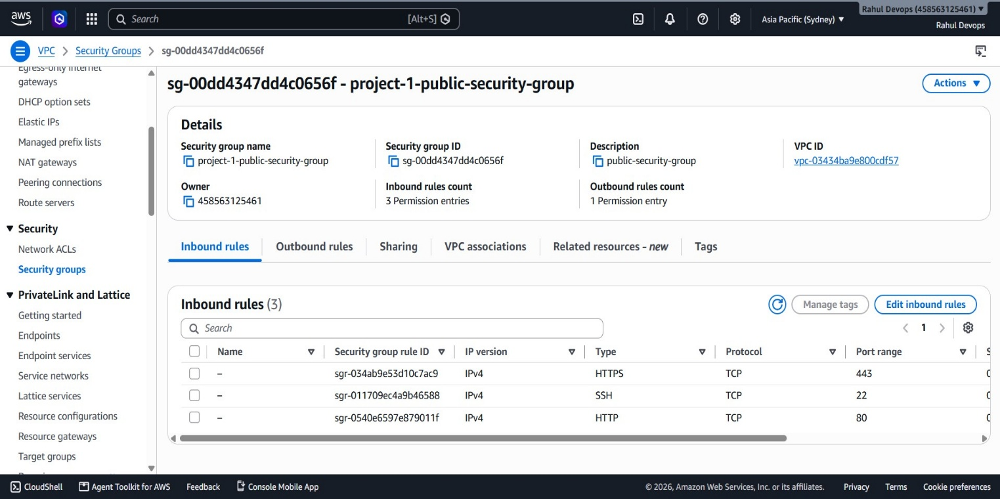 aws
Search [Alt+S]
Asia Pacific (Sydney)
Rahul Devops (458563125461)
Rahul Devops
VPC > Security Groups > sg-00dd4347dd4c0656f
Egress-only internet
gateways
DHCP option sets
Elastic IPs
Managed prefix lists
NAT gateways
Peering connections
Route servers
Security
Network ACLs
Security groups
PrivateLink and Lattice
Getting started
Endpoints
Endpoint services
Service networks
Lattice services
Resource configurations
Resource gateways
Target groups
sg-00dd4347dd4c0656f - project-1-public-security-group
Actions
Details
Security group name
project-1-public-security-group
Security group ID
sg-00dd4347dd4c0656f
Description
public-security-group
VPC ID
vpc-03434ba9e800cdf57
Owner
458563125461
Inbound rules count
3 Permission entries
Outbound rules count
1 Permission entry
Inbound rules Outbound rules Sharing VPC associations Related resources - new Tags
Inbound rules (3)
Manage tags Edit inbound rules
Search
1
Name Security group rule ID IP version Type Protocol Port range
– sgr-034ab9e53d10c7ac9 IPv4 HTTPS TCP 443
– sgr-011709ec4a9b46588 IPv4 SSH TCP 22
– sgr-0540e6597e879011f IPv4 HTTP TCP 80
CloudShell Agent Toolkit for AWS Feedback Console Mobile App © 2026, Amazon Web Services, Inc. or its affiliates. Privacy Terms Cookie preferences